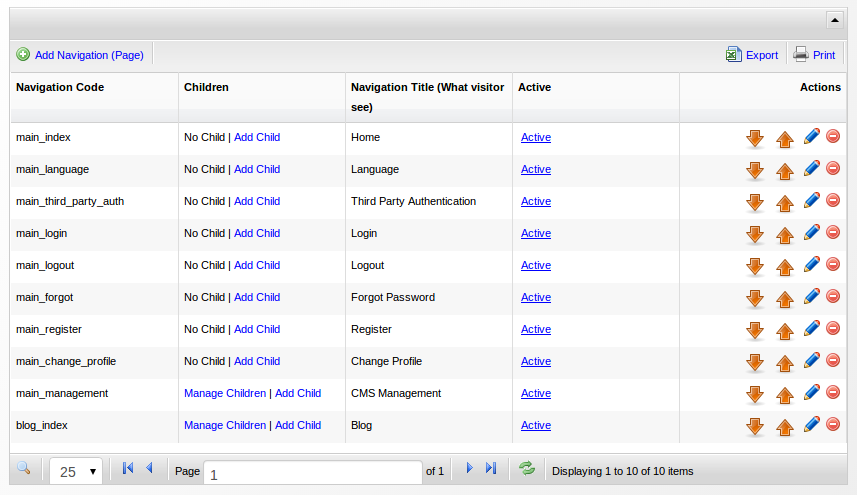 Add Navigation (Page) Export Print
Navigation Code Children Navigation Title (What visitor see) Active Actions
main_index No Child | Add Child Home Active
main_language No Child | Add Child Language Active
main_third_party_auth No Child | Add Child Third Party Authentication Active
main_login No Child | Add Child Login Active
main_logout No Child | Add Child Logout Active
main_forgot No Child | Add Child Forgot Password Active
main_register No Child | Add Child Register Active
main_change_profile No Child | Add Child Change Profile Active
main_management Manage Children | Add Child CMS Management Active
blog_index Manage Children | Add Child Blog Active
25 Page 1 of 1 Displaying 1 to 10 of 10 items